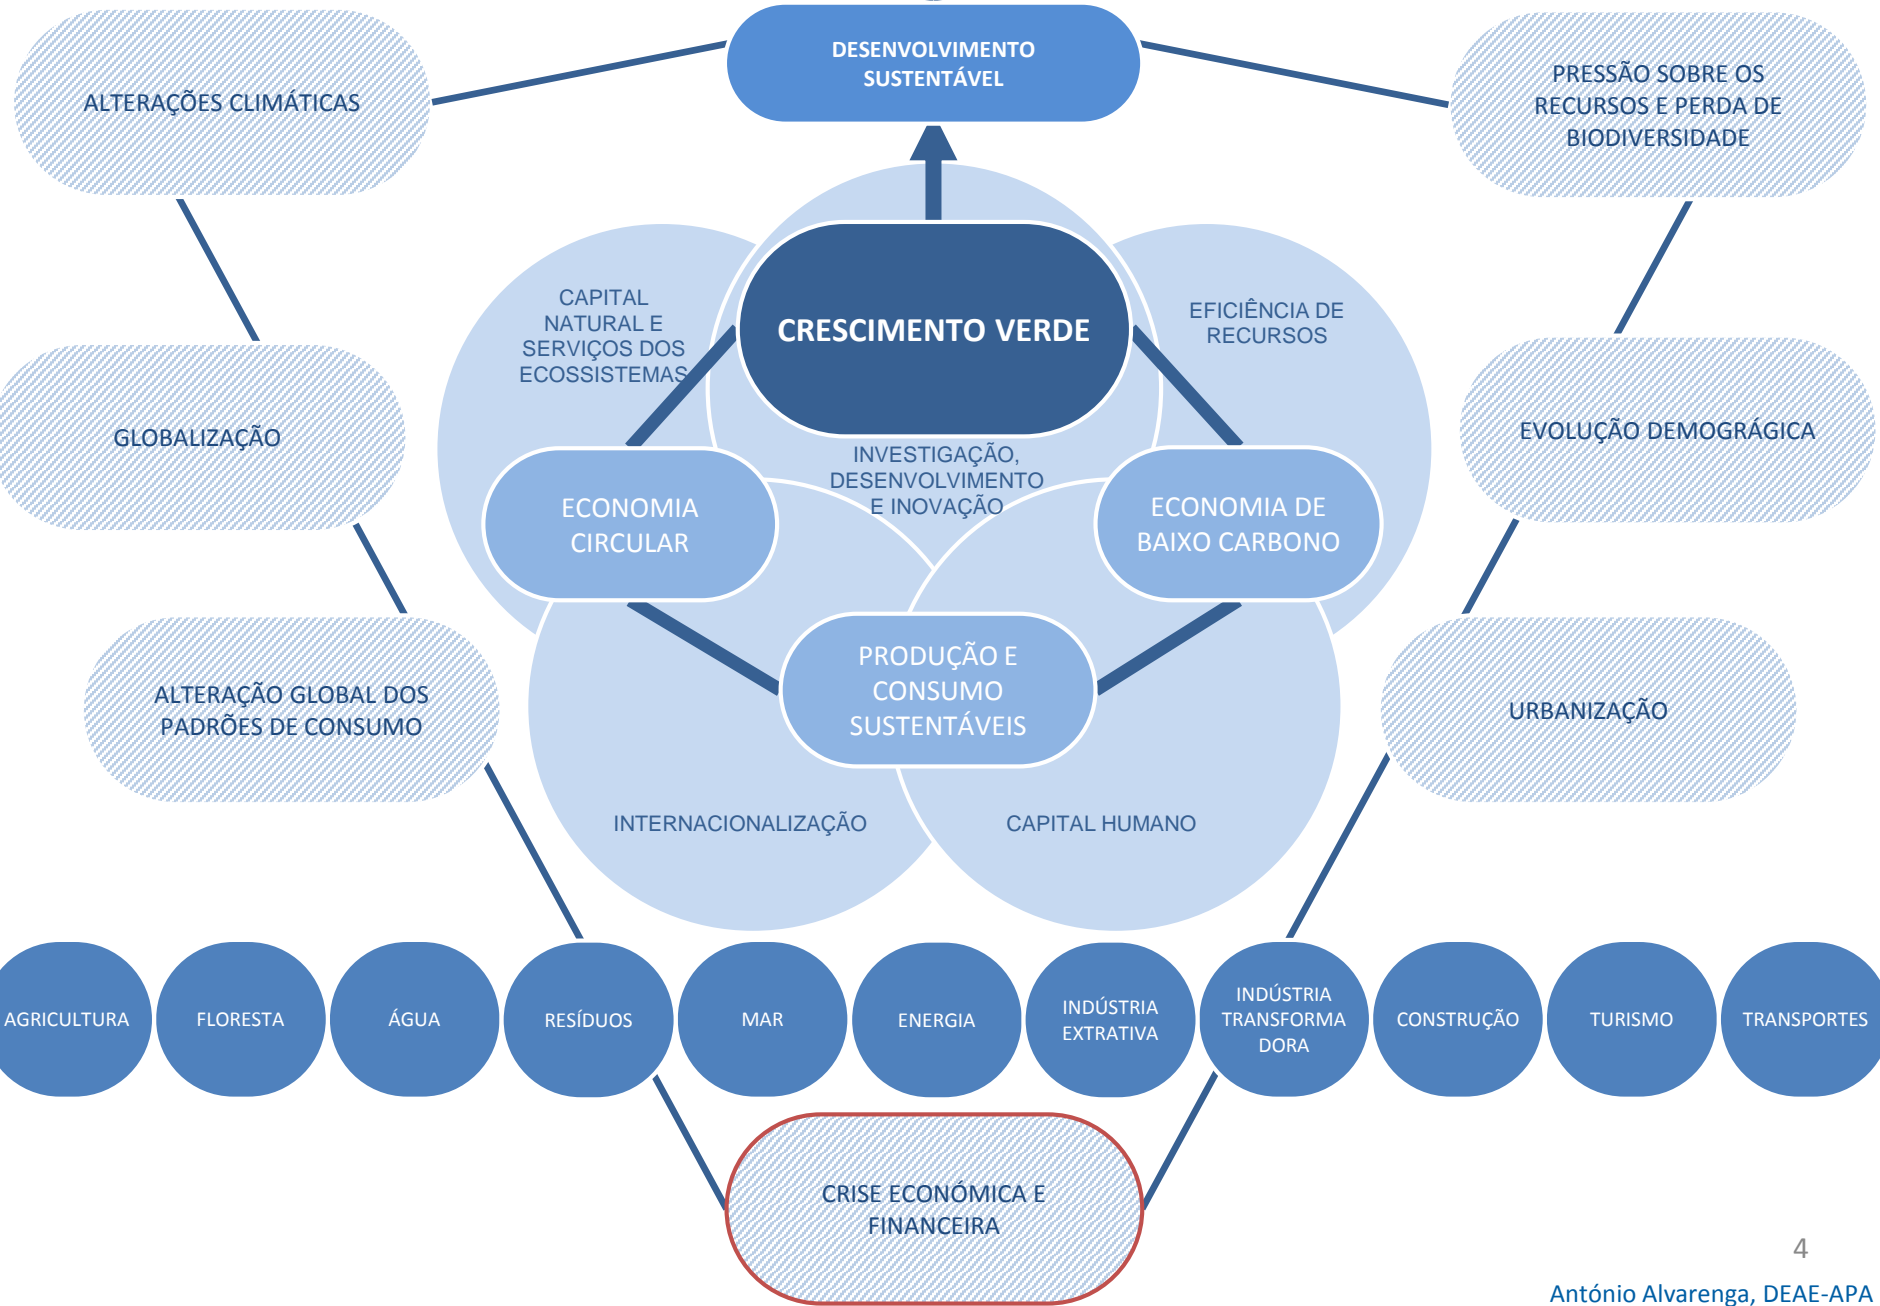 DESENVOLVIMENTO
SUSTENTÁVEL
ALTERAÇÕES CLIMÁTICAS
PRESSÃO SOBRE OS
RECURSOS E PERDA DE
BIODIVERSIDADE
CAPITAL
NATURAL E
SERVIÇOS DOS
ECOSSISTEMAS
CRESCIMENTO VERDE
EFICIÊNCIA DE
RECURSOS
GLOBALIZAÇÃO
EVOLUÇÃO DEMOGRÁGICA
INVESTIGAÇÃO,
DESENVOLVIMENTO
E INOVAÇÃO
ECONOMIA
CIRCULAR
ECONOMIA DE
BAIXO CARBONO
PRODUÇÃO E
CONSUMO
SUSTENTÁVEIS
ALTERAÇÃO GLOBAL DOS
PADRÕES DE CONSUMO
URBANIZAÇÃO
INTERNACIONALIZAÇÃO
CAPITAL HUMANO
AGRICULTURA
FLORESTA
ÁGUA
RESÍDUOS
MAR
ENERGIA
INDÚSTRIA
EXTRATIVA
INDÚSTRIA
TRANSFORMA
DORA
CONSTRUÇÃO
TURISMO
TRANSPORTES
CRISE ECONÓMICA E
FINANCEIRA
4
António Alvarenga, DEAE-APA